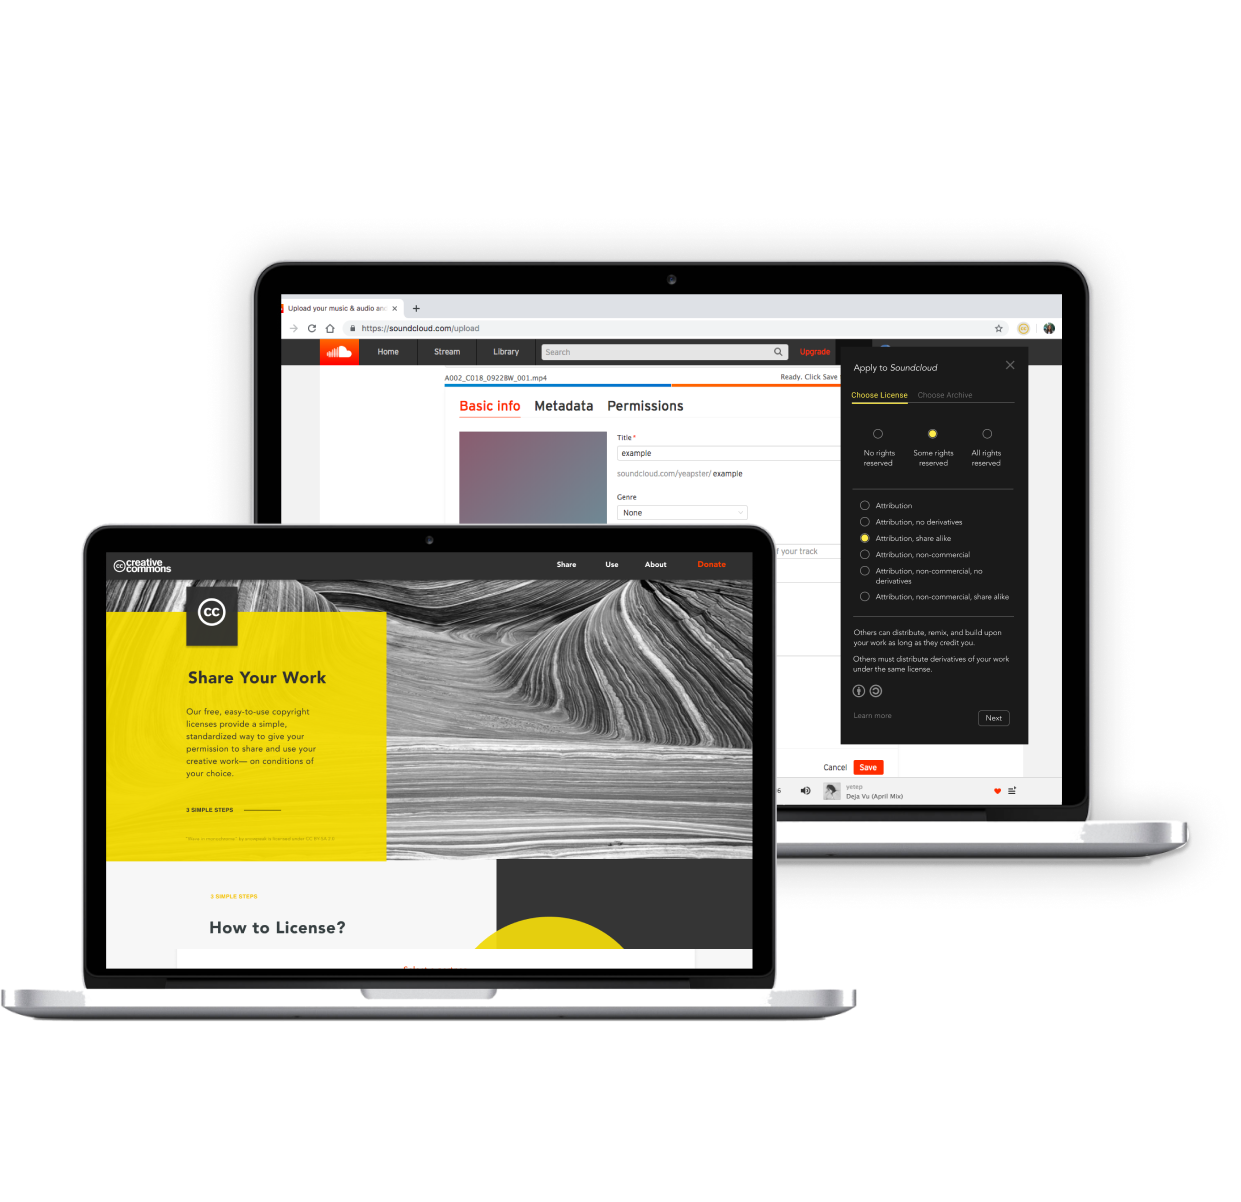 Upload your music & audio an
https://soundcloud.com/upload
Home
Stream
Library
Search
Upgrade
A002_C018_0922BW_001.mp4
Ready. Click Save
Basic info
Metadata
Permissions
Title*
example
soundcloud.com/yeapster/ example
Genre
None
of your track
Cancel
Save
6
yetep
Deja Vu (April Mix)
Apply to Soundcloud
Choose License
Choose Archive
No rights
reserved
Some rights
reserved
All rights
reserved
Attribution
Attribution, no derivatives
Attribution, share alike
Attribution, non-commercial
Attribution, non-commercial, no
derivatives
Attribution, non-commercial, share alike
Others can distribute, remix, and build upon
your work as long as they credit you.
Others must distribute derivatives of your work
under the same license.
Learn more
Next
cc creative
commons
Share
Use
About
Donate
cc
Share Your Work
Our free, easy-to-use copyright
licenses provide a simple,
standardized way to give your
permission to share and use your
creative work— on conditions of
your choice.
3 SIMPLE STEPS
3 SIMPLE STEPS
How to License?